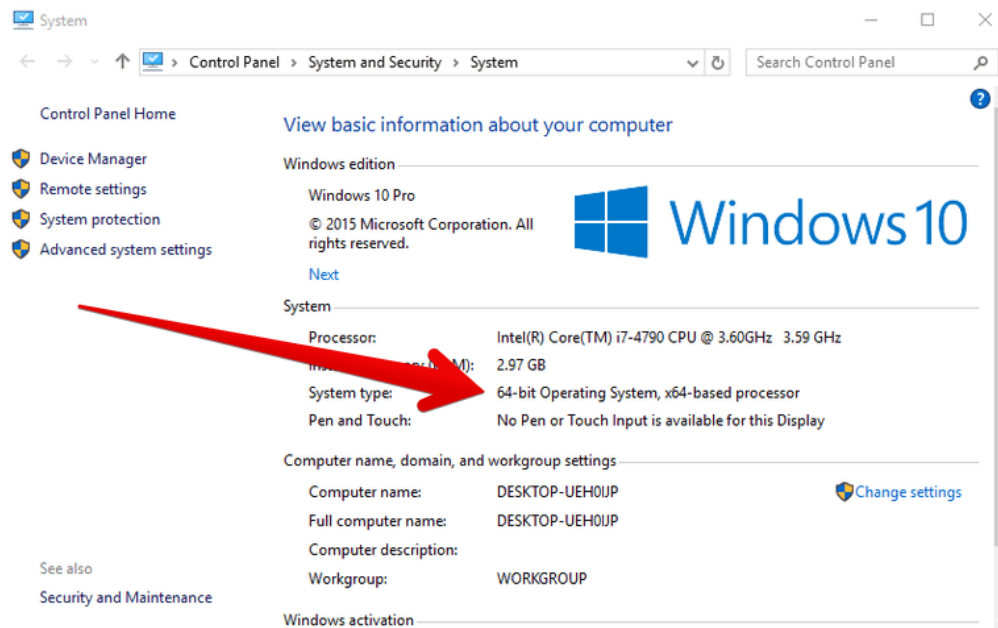 System
Control Panel > System and Security > System
Search Control Panel
Control Panel Home
Device Manager
Remote settings
System protection
Advanced system settings
See also
Security and Maintenance
?
View basic information about your computer
Windows edition
Windows 10 Pro
© 2015 Microsoft Corporation. All
rights reserved.
Next
Windows 10
System
Processor: Intel(R) Core(TM) i7-4790 CPU @ 3.60GHz 3.59 GHz
M): 2.97 GB
System type: 64-bit Operating System, x64-based processor
Pen and Touch: No Pen or Touch Input is available for this Display
Computer name, domain, and workgroup settings
Computer name: DESKTOP-UEH0IJP
Change settings
Full computer name: DESKTOP-UEH0IJP
Computer description:
Workgroup: WORKGROUP
Windows activation